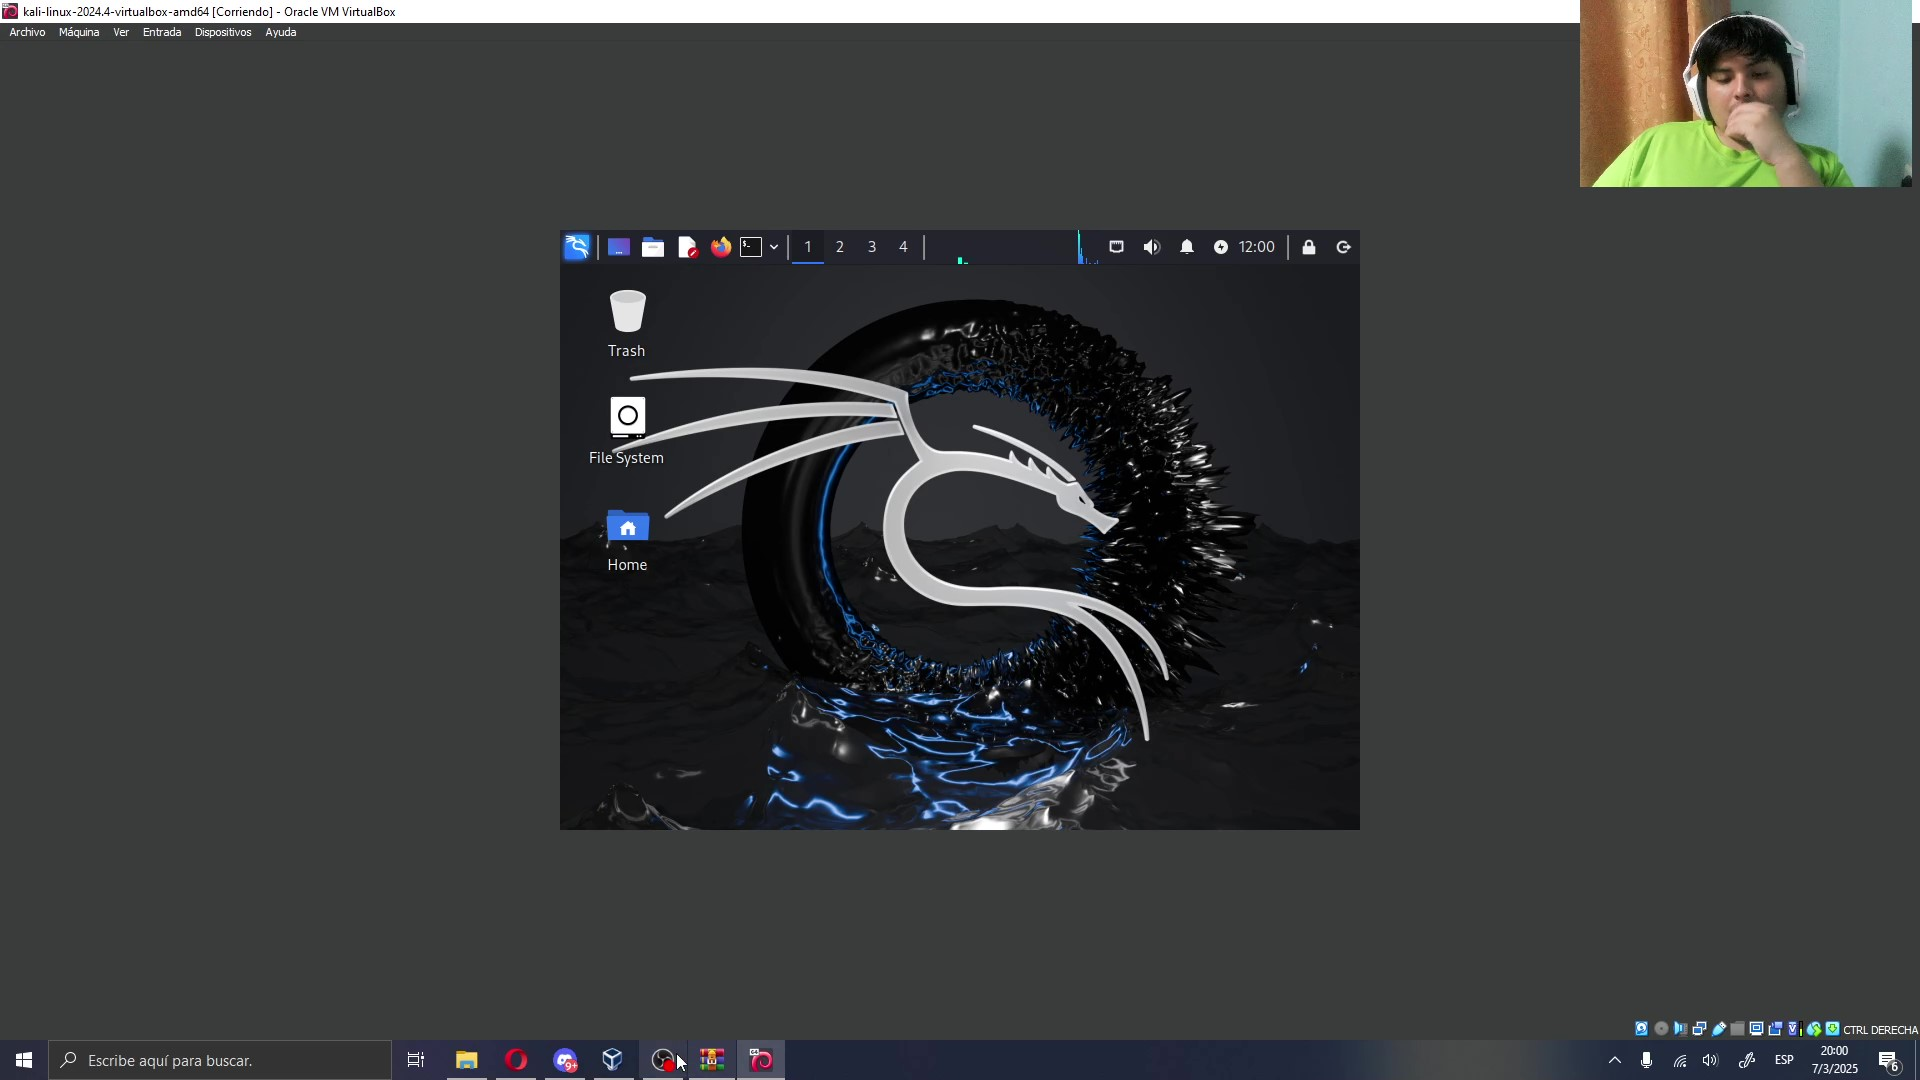 kali-linux-2024.4-virtualbox-amd64 [Corriendo] - Oracle VM VirtualBox
Archivo Máquina Ver Entrada Dispositivos Ayuda
1 2 3 4 12:00
Trash
File System
Home
CTRL DERECHA
Escribe aquí para buscar.
9+
64
ESP
20:00
7/3/2025
6